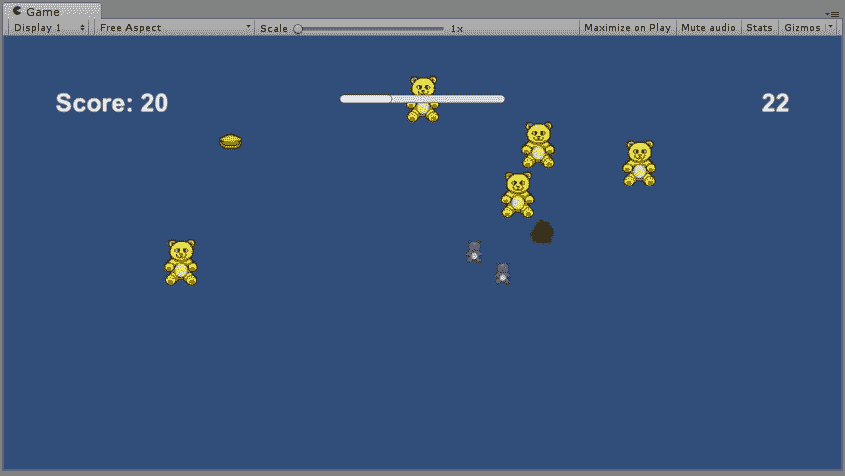 Game
Display 1 Free Aspect Scale 1x Maximize on Play Mute audio Stats Gizmos
Score: 20 22